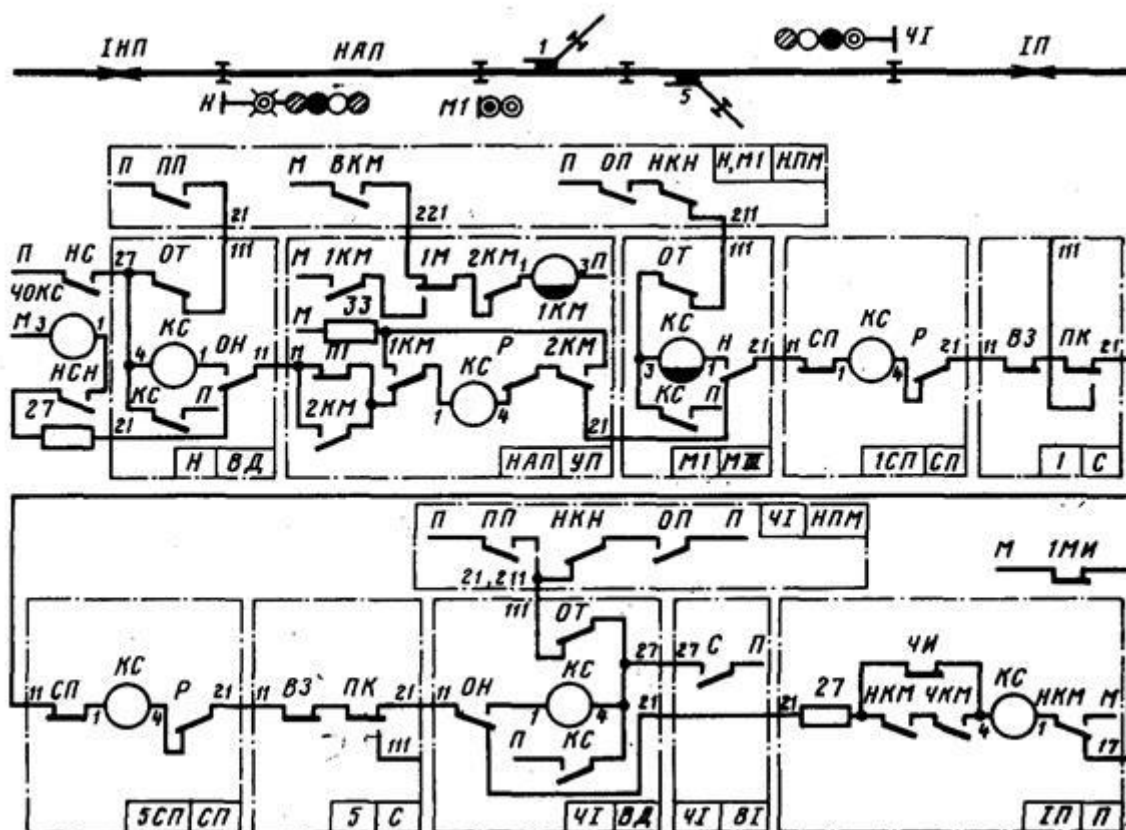 IНП НАП 1 ЧI IП
Н М1 5
П ПП М ВКМ П ОП НКН Н,М1 НПМ
21 221 211
П НС 27 ОТ 111 М 1КМ 1М 2КМ 1 3 П ОТ 111 111
ЧОКС 33 1КМ
М 3 1 КС М 1КМ Р 2КМ КС Н СП КС Р ВЗ ПК
НСН 4 1 ОН 11 11 П1 3 1 21 11 1 4 21 11 21
27 КС П 2КМ 1 4 КС П
21 21
Н ВД НАП УП М1 МIII 1СП СП 1 С
П ПП НКН ОП П ЧI НПМ
21,211 М 1МИ
111 ОТ
КС КС 27 27 С П ЧИ КС
11 СП Р 21 11 ВЗ ПК 21 11 ОН 21 27 НКМ ЧКМ НКМ М
1 4 1 4 21 4 1
111 П КС 17
5СП СП 5 С ЧI ВД ЧI ВI IП П